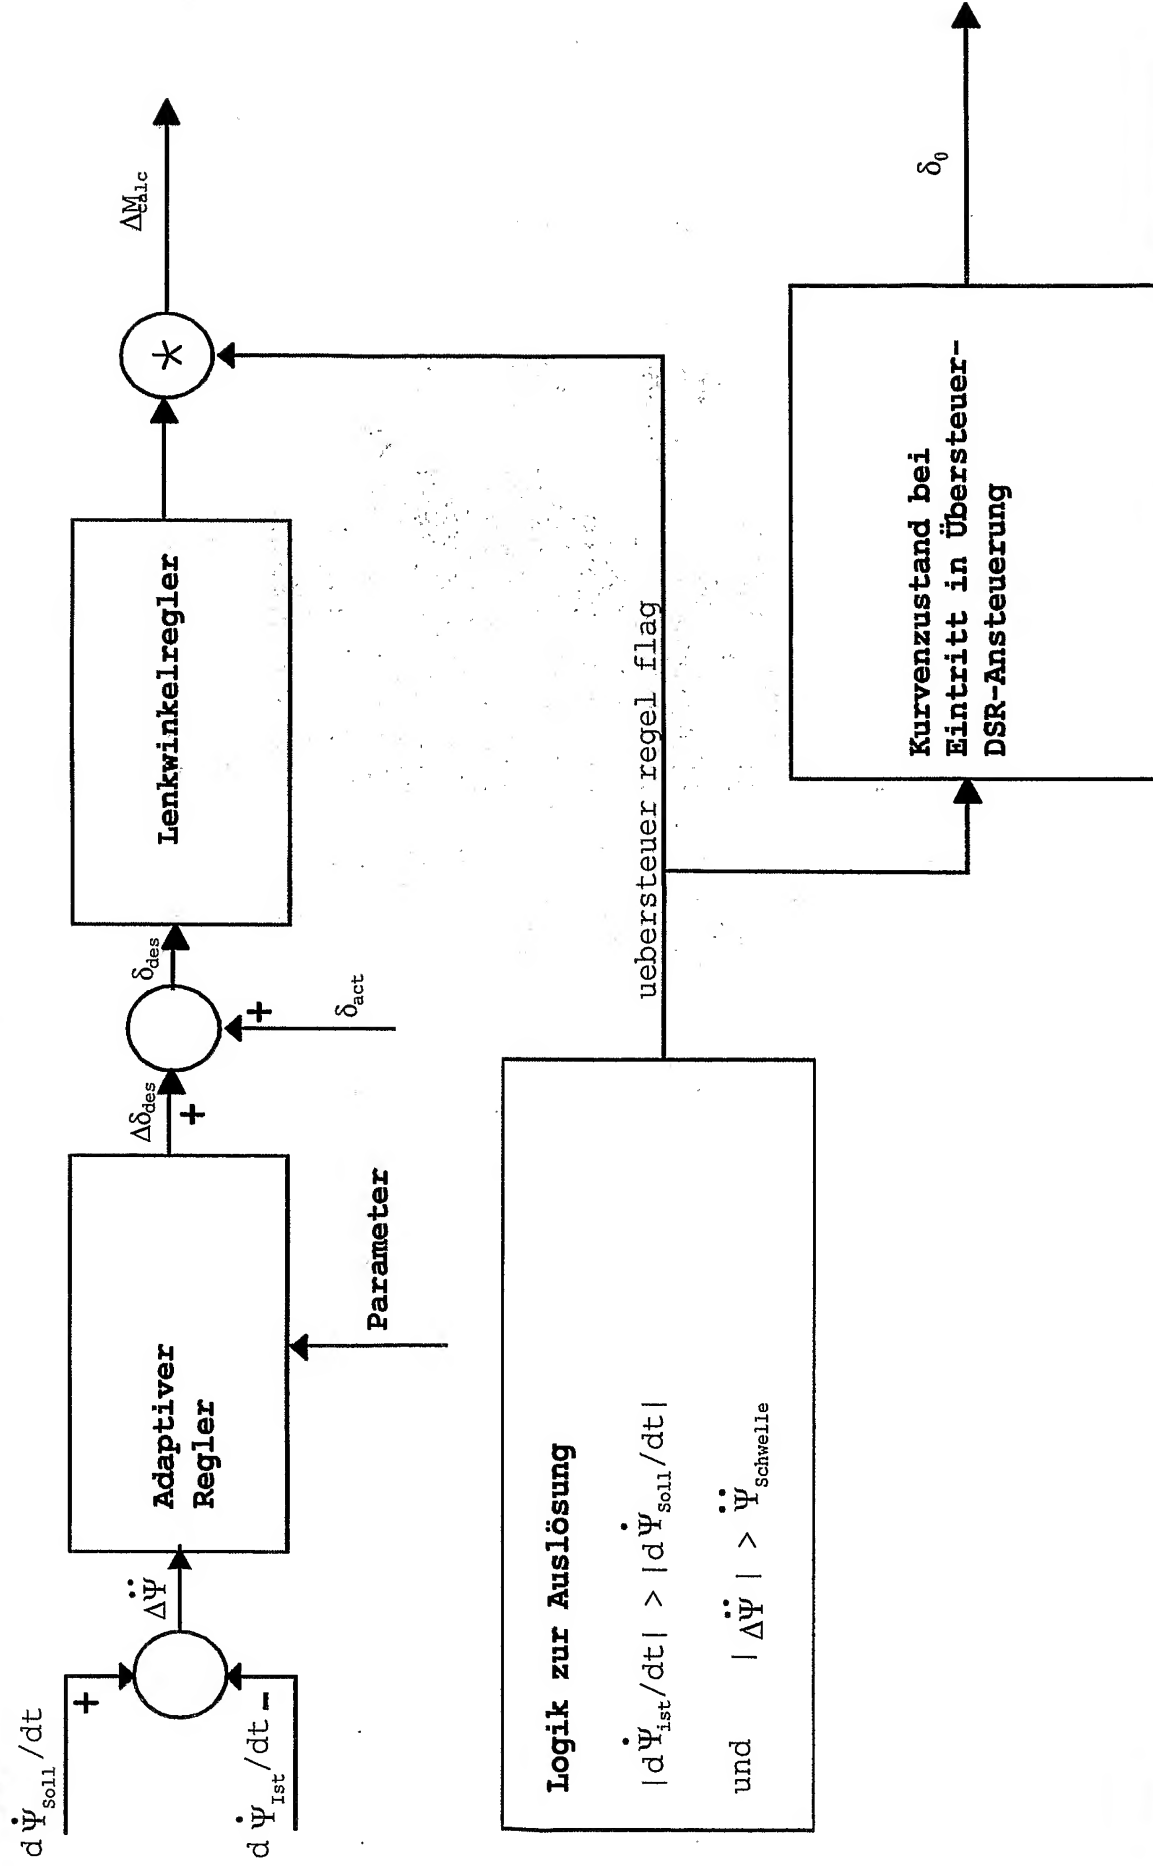 dΨ̇Soll/dt
+
dΨ̇Ist/dt
-
ΔΨ̈
Adaptiver
Regler
Parameter
Δδdes
+
δact
+
δdes
Lenkwinkelregler
*
ΔMcalc
Logik zur Auslösung
|dΨ̇ist/dt| > |dΨ̇Soll/dt|
und |ΔΨ̈| > Ψ̈Schwelle
uebersteuer regel flag
Kurvenzustand bei
Eintritt in Übersteuer-
DSR-Ansteuerung
δ0